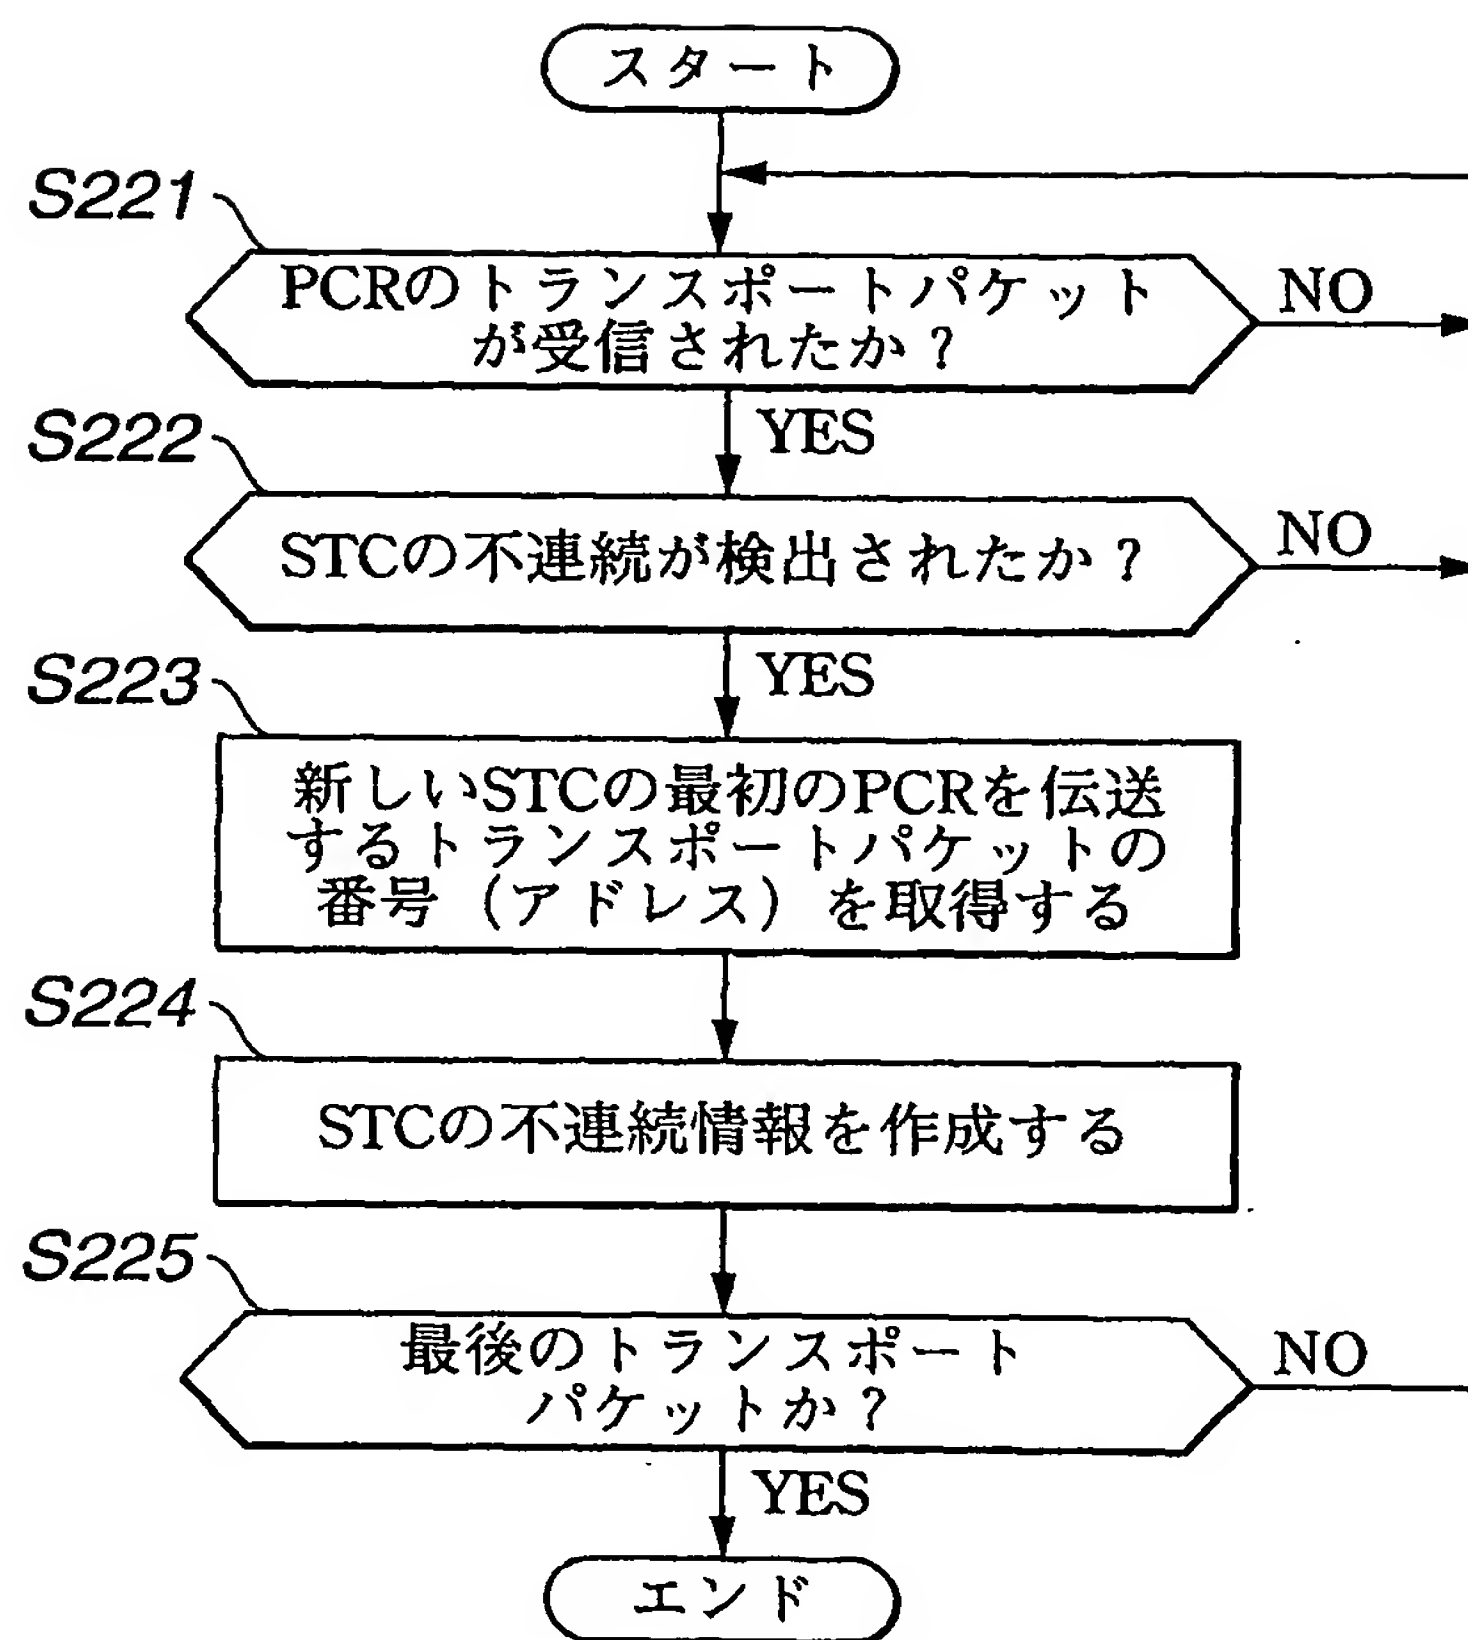 スタート
S221
PCRのトランスポートパケット
が受信されたか？
NO
YES
S222
STCの不連続が検出されたか？
NO
YES
S223
新しいSTCの最初のPCRを伝送
するトランスポートパケットの
番号（アドレス）を取得する
S224
STCの不連続情報を作成する
S225
最後のトランスポート
パケットか？
NO
YES
エンド